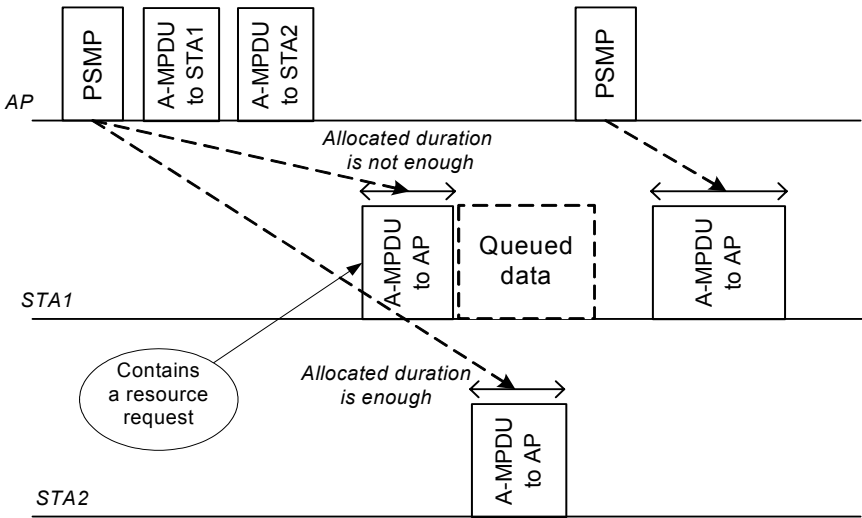 PSMP
A-MPDU
to STA1
A-MPDU
to STA2
PSMP
AP
Allocated duration
is not enough
A-MPDU
to AP
Queued
data
A-MPDU
to AP
STA1
Contains
a resource
request
Allocated duration
is enough
A-MPDU
to AP
STA2